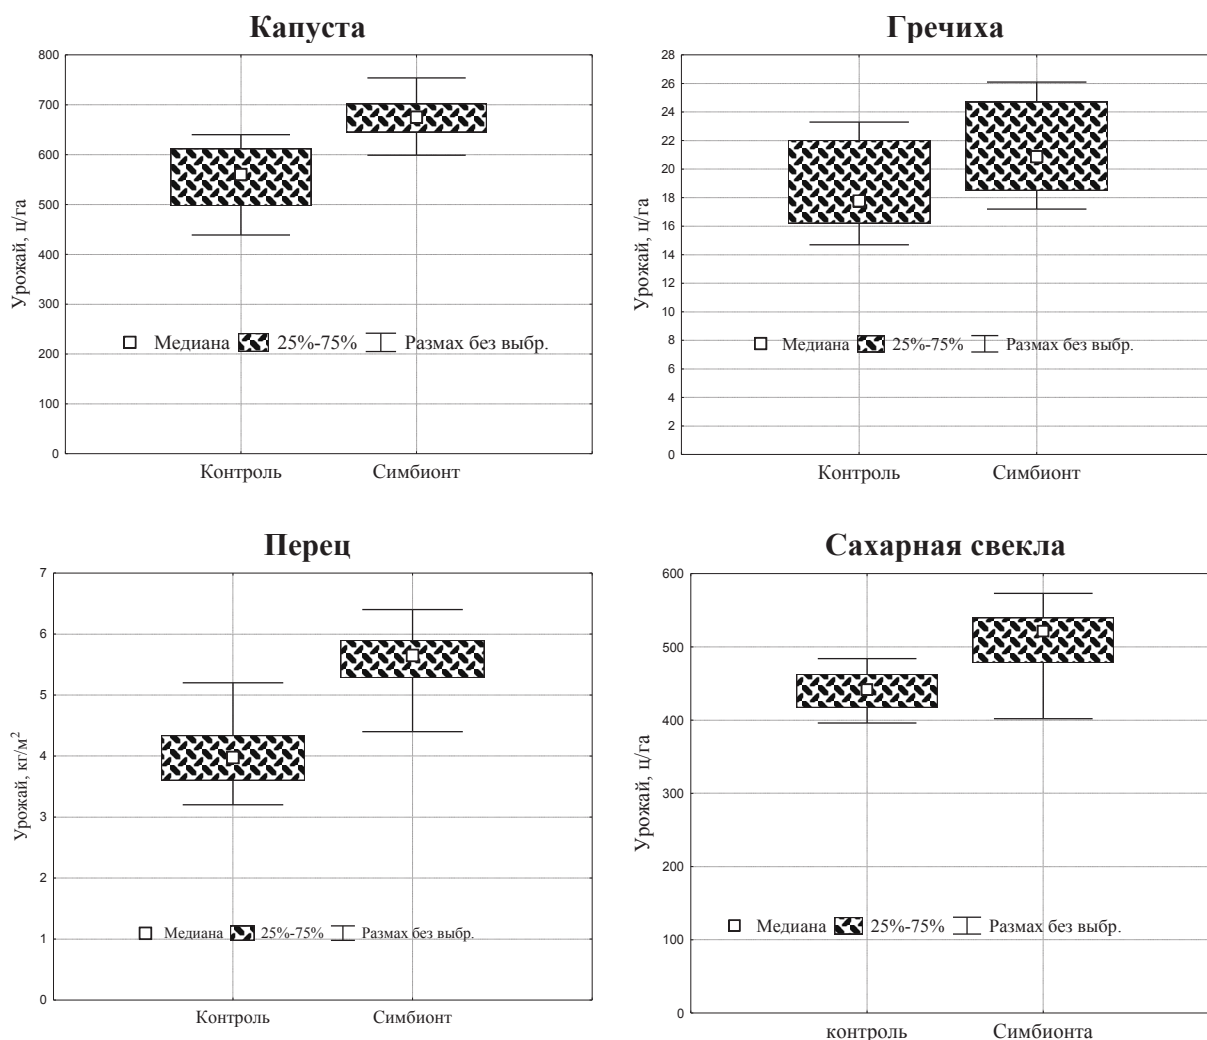 Капуста
800
700
600
500
400
300
200
100
0
Урожай, ц/га
Медиана 25%-75% Размах без выбр.
Контроль Симбионт
Гречиха
28
26
24
22
20
18
16
14
12
10
8
6
4
2
0
Урожай, ц/га
Медиана 25%-75% Размах без выбр.
Контроль Симбионт
Перец
7
6
5
4
3
2
1
0
Урожай, кг/м²
Медиана 25%-75% Размах без выбр.
Контроль Симбионт
Сахарная свекла
600
500
400
300
200
100
0
Урожай, ц/га
Медиана 25%-75% Размах без выбр.
контроль Симбионта